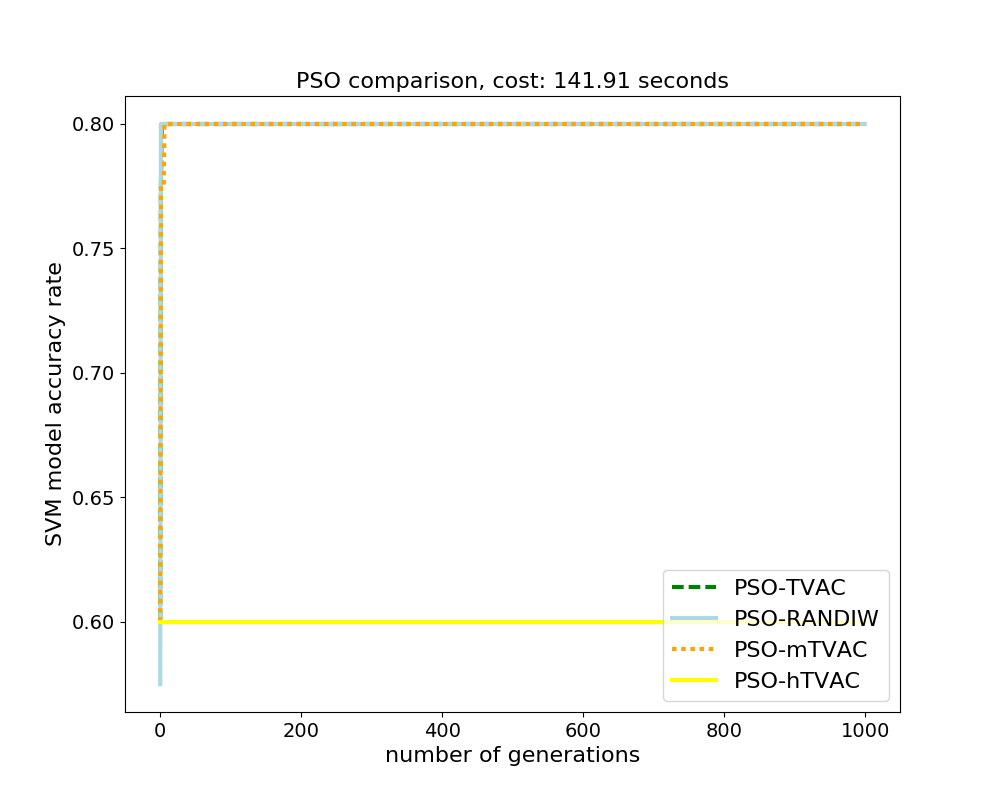 PSO comparison, cost: 141.91 seconds
SVM model accuracy rate
0.80
0.75
0.70
0.65
0.60
0
200
400
600
800
1000
number of generations
PSO-TVAC
PSO-RANDIW
PSO-mTVAC
PSO-hTVAC